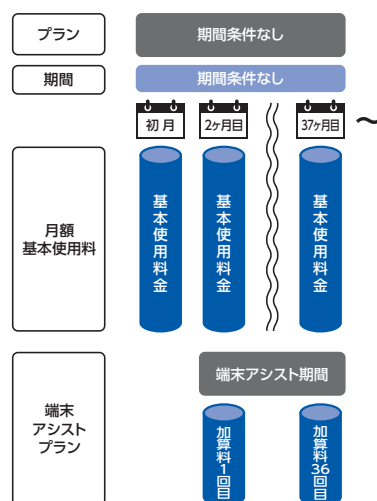 プラン
期間条件なし
期間
期間条件なし
初月
2ヶ月目
37ヶ月目
～
月額
基本使用料
基本使用料金
基本使用料金
基本使用料金
端末アシスト期間
端末
アシスト
プラン
加算料1回目
加算料36回目